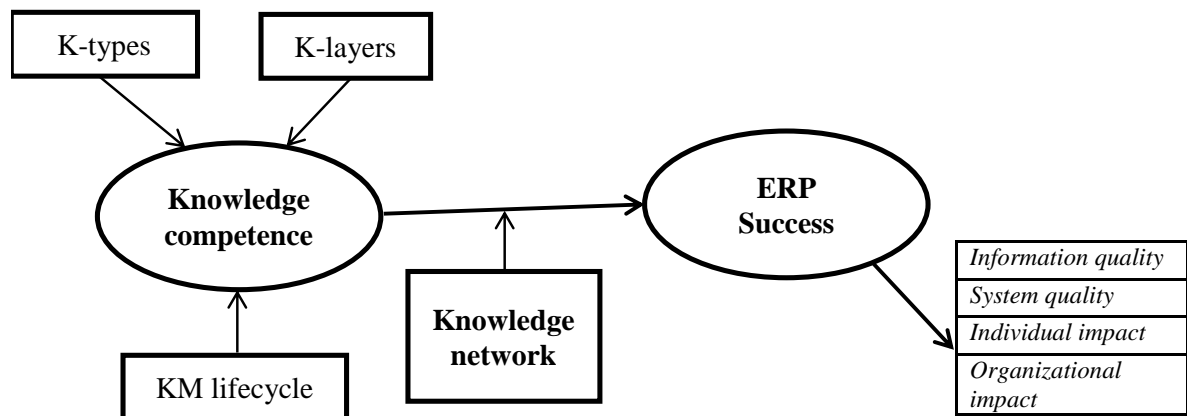 K-types
K-layers
Knowledge
competence
ERP
Success
Information quality
System quality
Individual impact
Organizational
impact
Knowledge
network
KM lifecycle